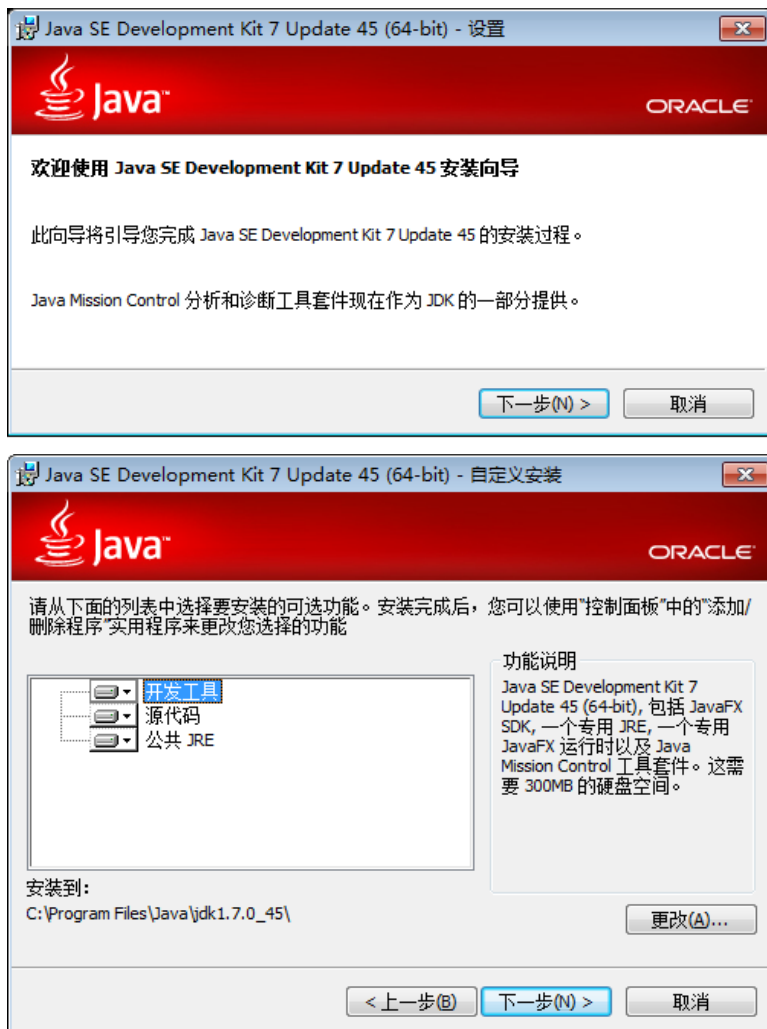 Java SE Development Kit 7 Update 45 (64-bit) - 设置
Java™
ORACLE
欢迎使用 Java SE Development Kit 7 Update 45 安装向导
此向导将引导您完成 Java SE Development Kit 7 Update 45 的安装过程。
Java Mission Control 分析和诊断工具套件现在作为 JDK 的一部分提供。
下一步(N) >
取消
Java SE Development Kit 7 Update 45 (64-bit) - 自定义安装
Java™
ORACLE
请从下面的列表中选择要安装的可选功能。安装完成后，您可以使用"控制面板"中的"添加/
删除程序"实用程序来更改您选择的功能
开发工具
源代码
公共 JRE
功能说明
Java SE Development Kit 7
Update 45 (64-bit), 包括 JavaFX
SDK, 一个专用 JRE, 一个专用
JavaFX 运行时以及 Java
Mission Control 工具套件。这需
要 300MB 的硬盘空间。
安装到：
C:\Program Files\Java\jdk1.7.0_45\
更改(A)...
< 上一步(B)
下一步(N) >
取消